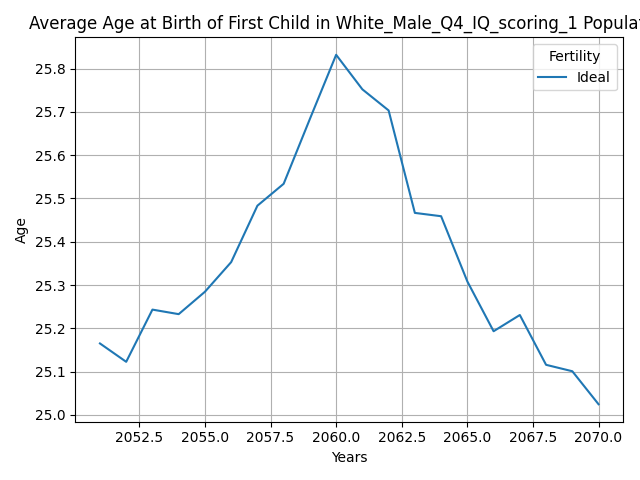 Average Age at Birth of First Child in White_Male_Q4_IQ_scoring_1 Populat
Fertility
Ideal
25.8
25.7
25.6
25.5
25.4
25.3
25.2
25.1
25.0
Age
2052.5 2055.0 2057.5 2060.0 2062.5 2065.0 2067.5 2070.0
Years